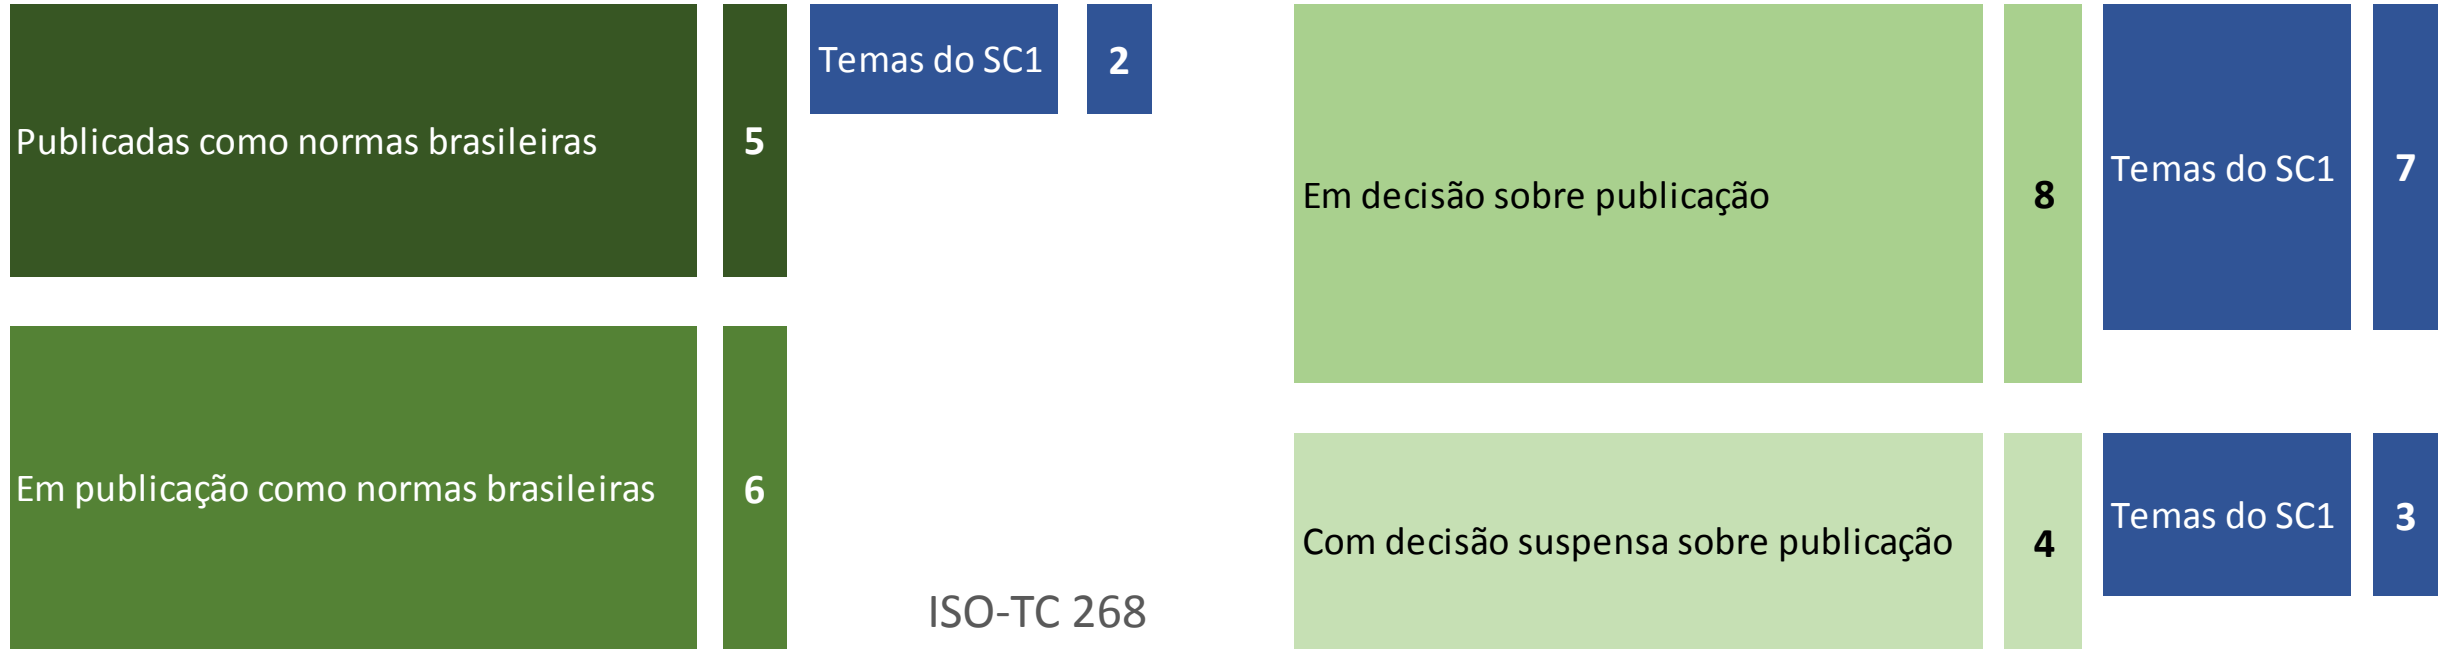 Publicadas como normas brasileiras 5
Temas do SC1 2
Em publicação como normas brasileiras 6
ISO-TC 268
Em decisão sobre publicação 8
Temas do SC1 7
Com decisão suspensa sobre publicação 4
Temas do SC1 3